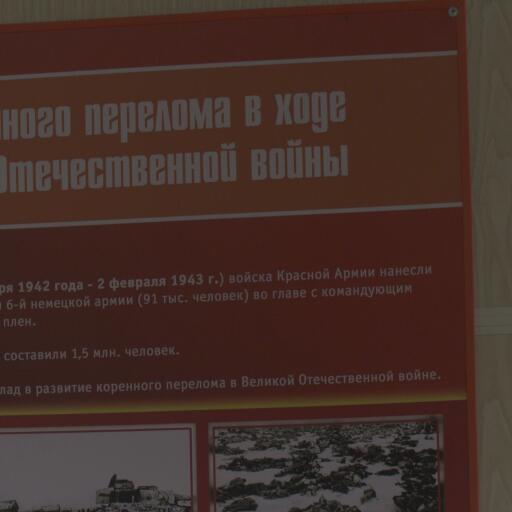 ного перелома в ходе
Отечественной войны
ря 1942 года - 2 февраля 1943 г.) войска Красной Армии нанесли
6-й немецкой армии (91 тыс. человек) во главе с командующим
плен.
составили 1,5 млн. человек.
лад в развитие коренного перелома в Великой Отечественной войне.